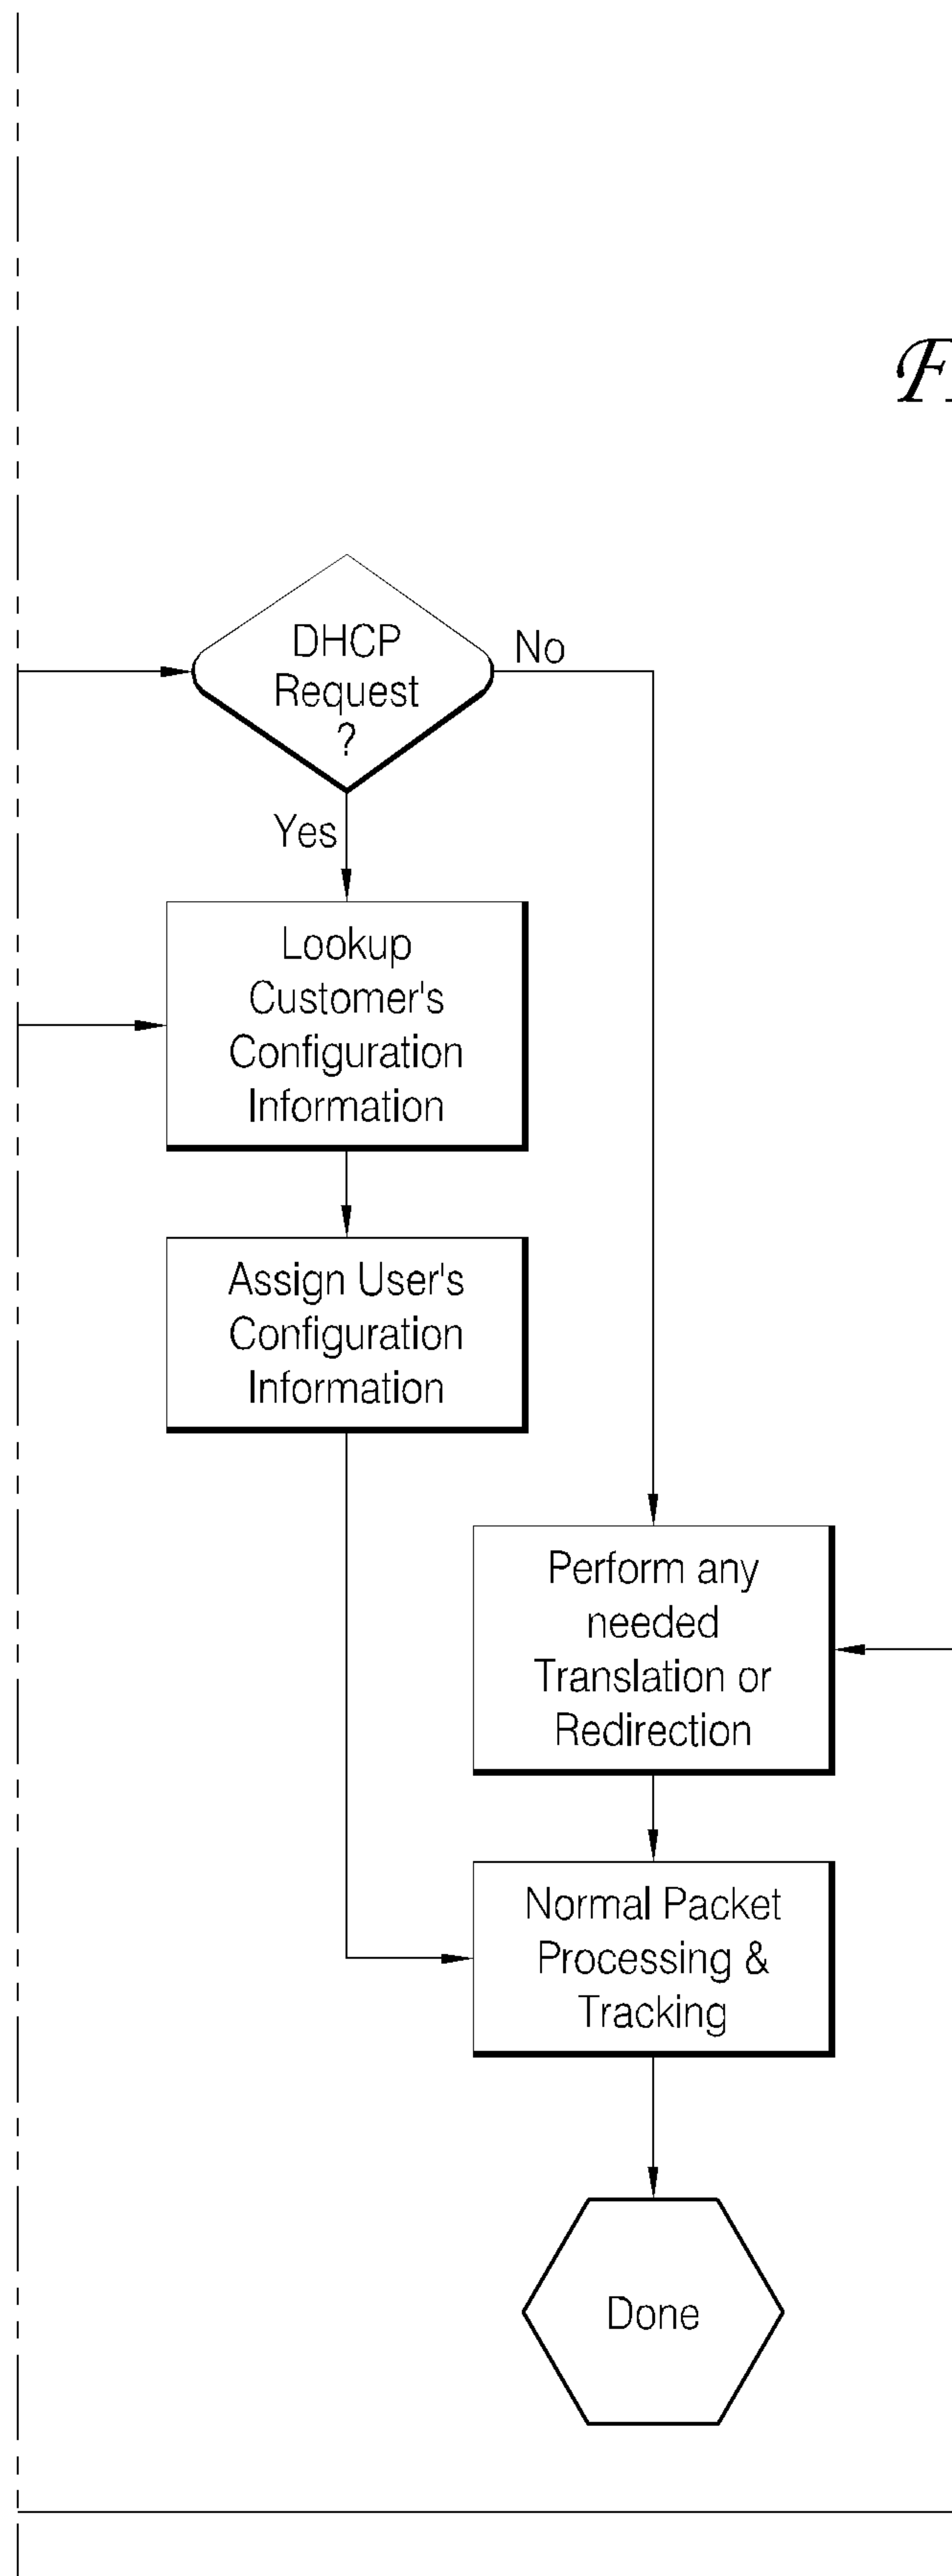 DHCP
Request
?
No
Yes
Lookup
Customer's
Configuration
Information
Assign User's
Configuration
Information
Perform any
needed
Translation or
Redirection
Normal Packet
Processing &
Tracking
Done